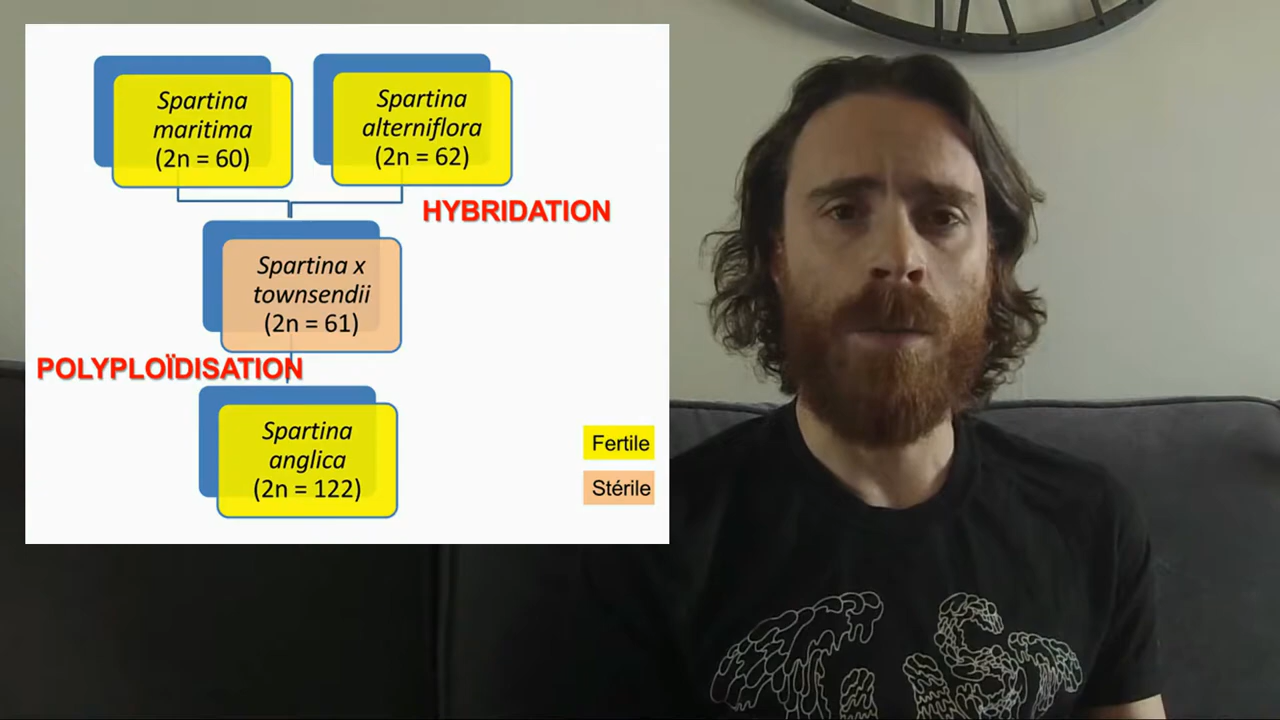 Spartina
maritima
(2n = 60)
Spartina
alterniflora
(2n = 62)
HYBRIDATION
Spartina x
townsendii
(2n = 61)
POLYPLOÏDISATION
Spartina
anglica
(2n = 122)
Fertile
Stérile